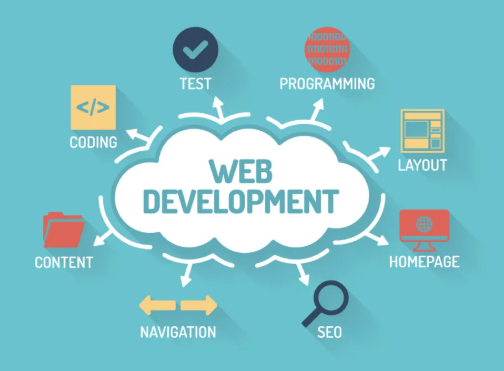 TEST
PROGRAMMING
</>
CODING
LAYOUT
WEB
DEVELOPMENT
CONTENT
HOMEPAGE
NAVIGATION
SEO